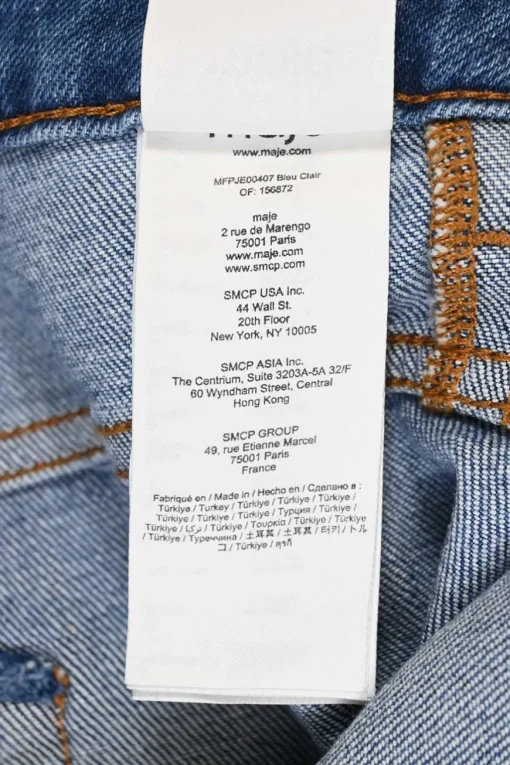 maje
www.maje.com
MFPJE00407 Bleu Clair
OF: 156872
maje
2 rue de Marengo
75001 Paris
www.maje.com
www.smcp.com
SMCP USA Inc.
44 Wall St.
20th Floor
New York, NY 10005
SMCP ASIA Inc.
The Centrium, Suite 3203A-5A 32/F
60 Wyndham Street, Central
Hong Kong
SMCP GROUP
49, rue Etienne Marcel
75001 Paris
France
Fabriqué en / Made in / Hecho en / Сделано в :
Türkiya / Turkey / Türkiye / Türkiye / Türkiye /
Türkiye / Türkiye / Türkiye / Турция / Türkiye /
Türkiye / تركيا / Türkiye / Τουρκία / Türkiye / Türkiye
/ Türkiye / Туреччина / 土耳其 / 土耳其 / 터키 / トル
コ / Türkiye / ตุรกี